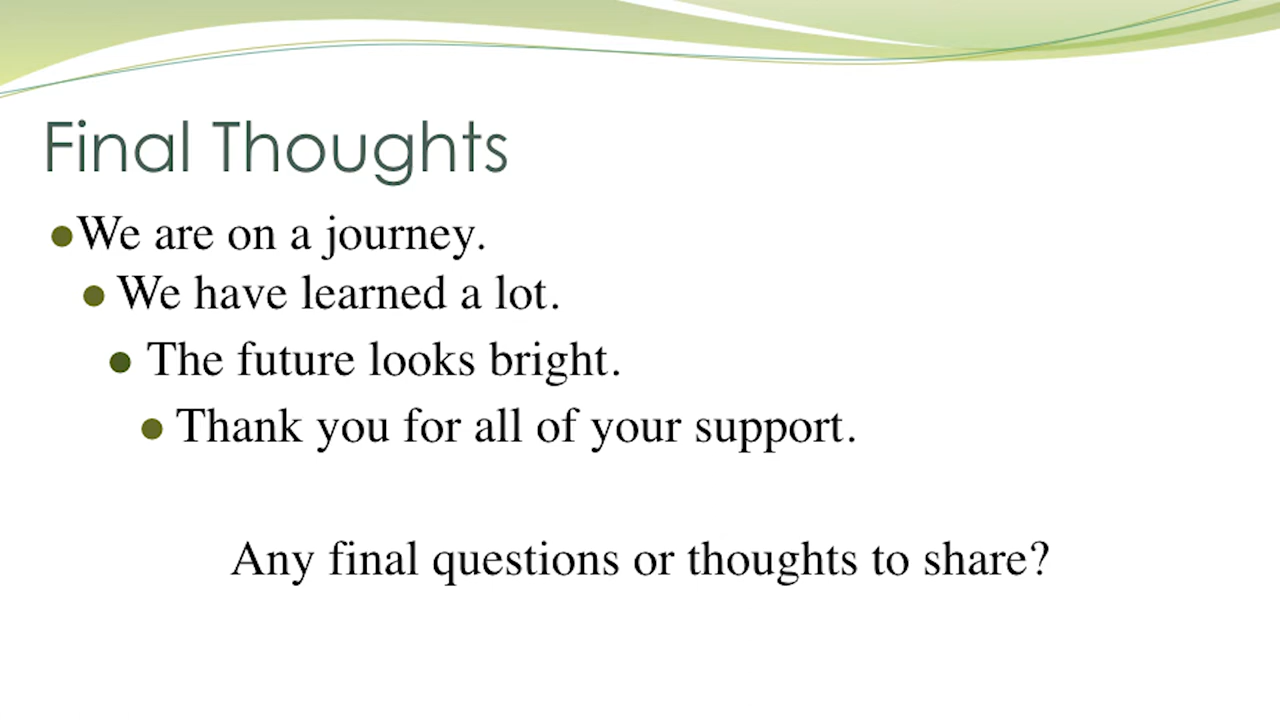 Final Thoughts
●We are on a journey.
● We have learned a lot.
● The future looks bright.
● Thank you for all of your support.
Any final questions or thoughts to share?